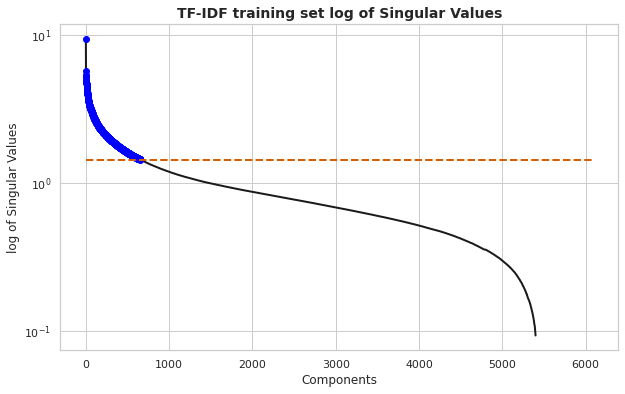 TF-IDF training set log of Singular Values
10¹
10⁰
10⁻¹
log of Singular Values
0 1000 2000 3000 4000 5000 6000
Components